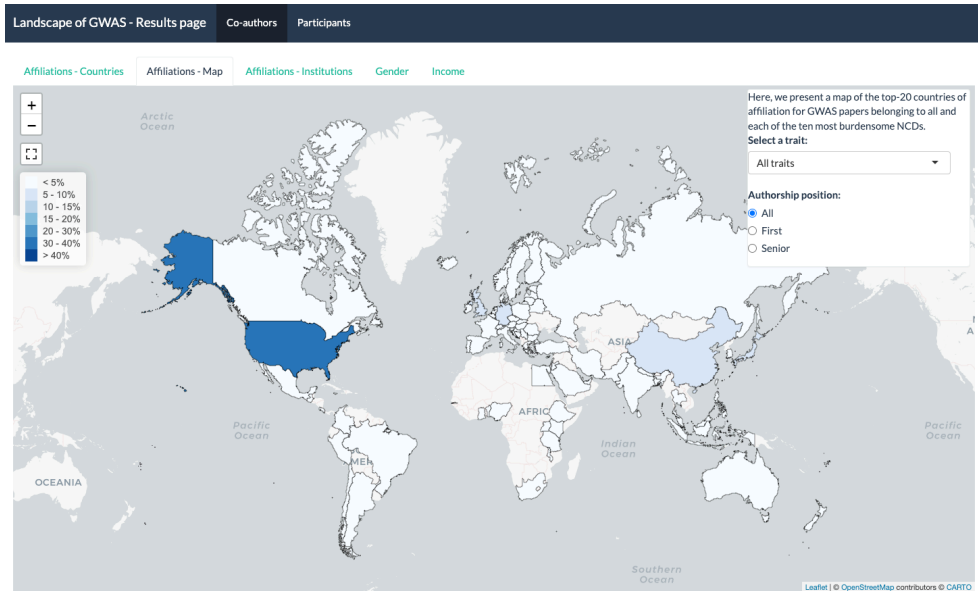 Landscape of GWAS - Results page Co-authors Participants
Affiliations - Countries Affiliations - Map Affiliations - Institutions Gender Income
+
−
< 5%
5 - 10%
10 - 15%
15 - 20%
20 - 30%
30 - 40%
> 40%
Here, we present a map of the top-20 countries of
affiliation for GWAS papers belonging to all and
each of the ten most burdensome NCDs.
Select a trait:
All traits
Authorship position:
All
First
Senior
Arctic
Ocean
ASIA
AFRIC
Pacific
Ocean
Indian
Ocean
Pacific
Ocean
OCEANIA
Southern
Ocean
Leaflet | © OpenStreetMap contributors © CARTO